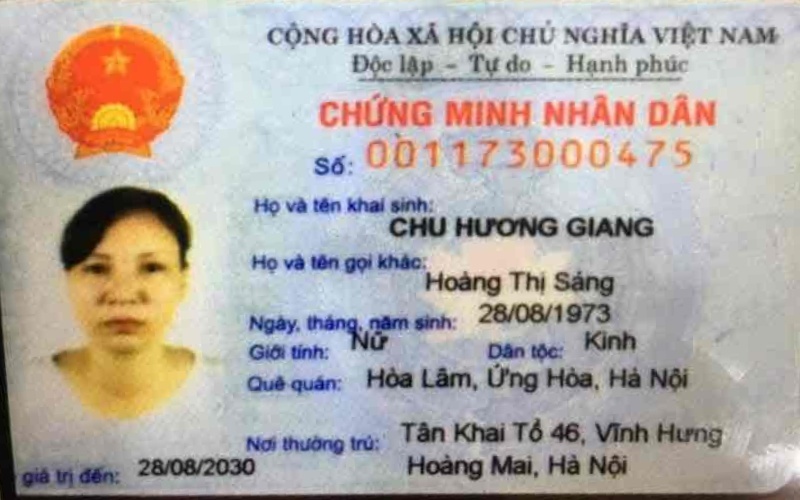 CỘNG HÒA XÃ HỘI CHỦ NGHĨA VIỆT NAM
Độc lập - Tự do - Hạnh phúc
CHỨNG MINH NHÂN DÂN
Số: 001173000475
Họ và tên khai sinh:
CHU HƯƠNG GIANG
Họ và tên gọi khác:
Hoàng Thị Sáng
Ngày, tháng, năm sinh: 28/08/1973
Giới tính: Nữ Dân tộc: Kinh
Quê quán: Hòa Lâm, Ứng Hòa, Hà Nội
Nơi thường trú: Tân Khai Tổ 46, Vĩnh Hưng
Hoàng Mai, Hà Nội
giá trị đến: 28/08/2030